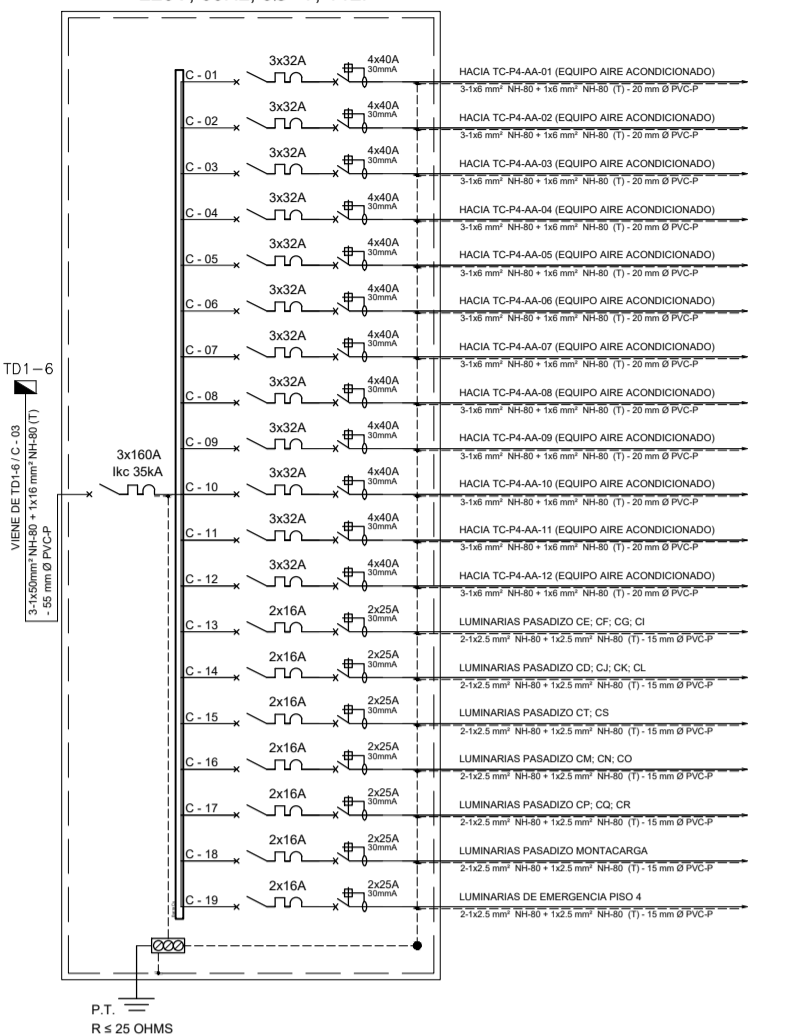 C - 01
3x32A
4x40A
30mmA
HACIA TC-P4-AA-01 (EQUIPO AIRE ACONDICIONADO)
3-1x6 mm² NH-80 + 1x6 mm² NH-80 (T) - 20 mm Ø PVC-P
C - 02
3x32A
4x40A
30mmA
HACIA TC-P4-AA-02 (EQUIPO AIRE ACONDICIONADO)
3-1x6 mm² NH-80 + 1x6 mm² NH-80 (T) - 20 mm Ø PVC-P
C - 03
3x32A
4x40A
30mmA
HACIA TC-P4-AA-03 (EQUIPO AIRE ACONDICIONADO)
3-1x6 mm² NH-80 + 1x6 mm² NH-80 (T) - 20 mm Ø PVC-P
C - 04
3x32A
4x40A
30mmA
HACIA TC-P4-AA-04 (EQUIPO AIRE ACONDICIONADO)
3-1x6 mm² NH-80 + 1x6 mm² NH-80 (T) - 20 mm Ø PVC-P
C - 05
3x32A
4x40A
30mmA
HACIA TC-P4-AA-05 (EQUIPO AIRE ACONDICIONADO)
3-1x6 mm² NH-80 + 1x6 mm² NH-80 (T) - 20 mm Ø PVC-P
C - 06
3x32A
4x40A
30mmA
HACIA TC-P4-AA-06 (EQUIPO AIRE ACONDICIONADO)
3-1x6 mm² NH-80 + 1x6 mm² NH-80 (T) - 20 mm Ø PVC-P
C - 07
3x32A
4x40A
30mmA
HACIA TC-P4-AA-07 (EQUIPO AIRE ACONDICIONADO)
3-1x6 mm² NH-80 + 1x6 mm² NH-80 (T) - 20 mm Ø PVC-P
TD1-6
VIENE DE TD1-6 / C - 03
3-1x50mm² NH-80 + 1x16 mm² NH-80 (T)
- 55 mm Ø PVC-P
3x160A
Ikc 35kA
C - 08
3x32A
4x40A
30mmA
HACIA TC-P4-AA-08 (EQUIPO AIRE ACONDICIONADO)
3-1x6 mm² NH-80 + 1x6 mm² NH-80 (T) - 20 mm Ø PVC-P
C - 09
3x32A
4x40A
30mmA
HACIA TC-P4-AA-09 (EQUIPO AIRE ACONDICIONADO)
3-1x6 mm² NH-80 + 1x6 mm² NH-80 (T) - 20 mm Ø PVC-P
C - 10
3x32A
4x40A
30mmA
HACIA TC-P4-AA-10 (EQUIPO AIRE ACONDICIONADO)
3-1x6 mm² NH-80 + 1x6 mm² NH-80 (T) - 20 mm Ø PVC-P
C - 11
3x32A
4x40A
30mmA
HACIA TC-P4-AA-11 (EQUIPO AIRE ACONDICIONADO)
3-1x6 mm² NH-80 + 1x6 mm² NH-80 (T) - 20 mm Ø PVC-P
C - 12
3x32A
4x40A
30mmA
HACIA TC-P4-AA-12 (EQUIPO AIRE ACONDICIONADO)
3-1x6 mm² NH-80 + 1x6 mm² NH-80 (T) - 20 mm Ø PVC-P
C - 13
2x16A
2x25A
30mmA
LUMINARIAS PASADIZO CE; CF; CG; CI
2-1x2.5 mm² NH-80 + 1x2.5 mm² NH-80 (T) - 15 mm Ø PVC-P
C - 14
2x16A
2x25A
30mmA
LUMINARIAS PASADIZO CD; CJ; CK; CL
2-1x2.5 mm² NH-80 + 1x2.5 mm² NH-80 (T) - 15 mm Ø PVC-P
C - 15
2x16A
2x25A
30mmA
LUMINARIAS PASADIZO CT; CS
2-1x2.5 mm² NH-80 + 1x2.5 mm² NH-80 (T) - 15 mm Ø PVC-P
C - 16
2x16A
2x25A
30mmA
LUMINARIAS PASADIZO CM; CN; CO
2-1x2.5 mm² NH-80 + 1x2.5 mm² NH-80 (T) - 15 mm Ø PVC-P
C - 17
2x16A
2x25A
30mmA
LUMINARIAS PASADIZO CP; CQ; CR
2-1x2.5 mm² NH-80 + 1x2.5 mm² NH-80 (T) - 15 mm Ø PVC-P
C - 18
2x16A
2x25A
30mmA
LUMINARIAS PASADIZO MONTACARGA
2-1x2.5 mm² NH-80 + 1x2.5 mm² NH-80 (T) - 15 mm Ø PVC-P
C - 19
2x16A
2x25A
30mmA
LUMINARIAS DE EMERGENCIA PISO 4
2-1x2.5 mm² NH-80 + 1x2.5 mm² NH-80 (T) - 15 mm Ø PVC-P
P.T.
R ≤ 25 OHMS